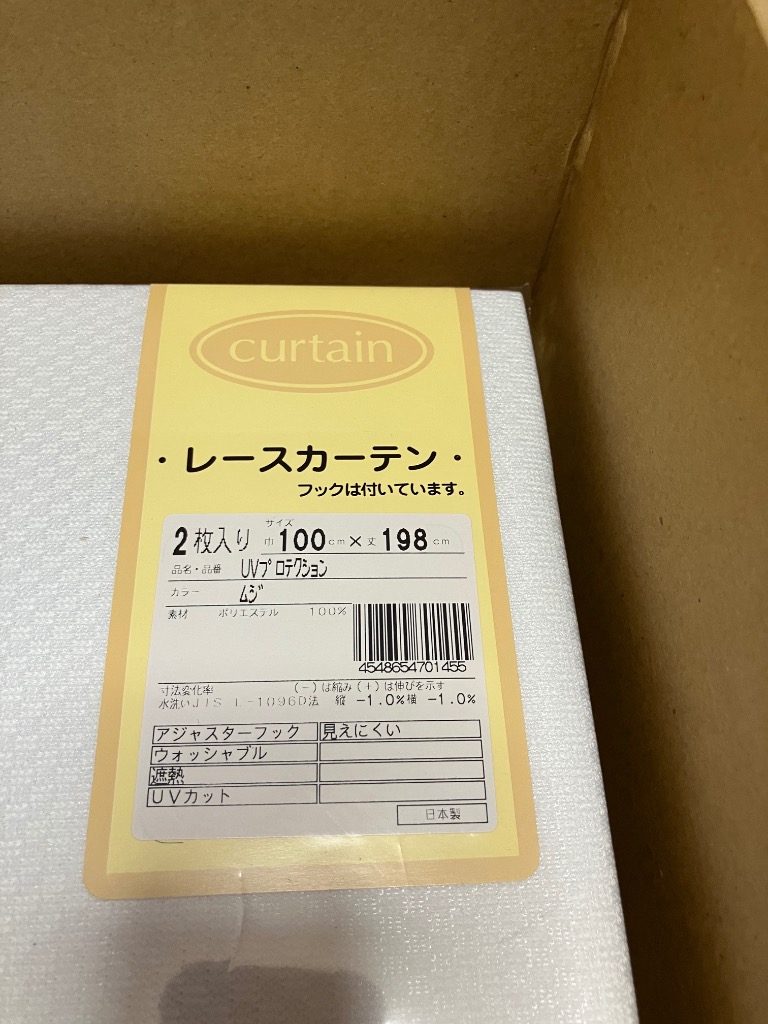 curtain
・レースカーテン・
フックは付いています。
2枚入り サイズ 巾100cm×丈198cm
品名・品番 UVプロテクション
カラー ムジ
素材 ポリエステル 100%
4548654701455
寸法変化率 (-)は縮み(+)は伸びを示す
水洗いJIS L-1096D法 縦 -1.0%横 -1.0%
アジャスターフック 見えにくい
ウォッシャブル
遮熱
UVカット
日本製